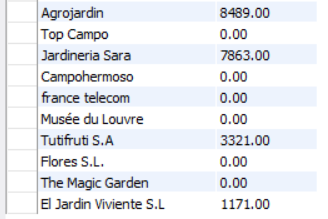 Agrojardin 8489.00
Top Campo 0.00
Jardineria Sara 7863.00
Campohermoso 0.00
france telecom 0.00
Musée du Louvre 0.00
Tutifruti S.A 3321.00
Flores S.L. 0.00
The Magic Garden 0.00
El Jardin Viviente S.L 1171.00